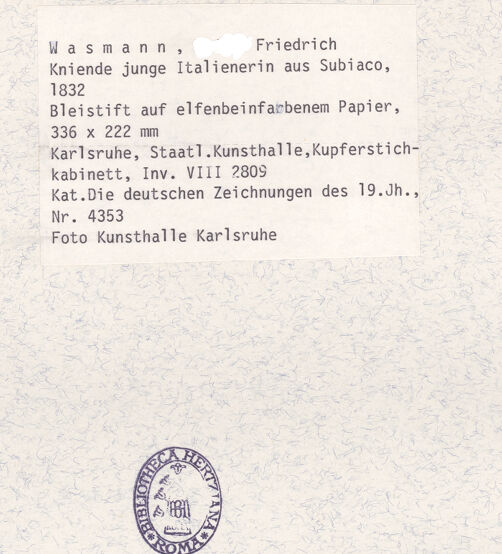 W a s m a n n , Friedrich
Kniende junge Italienerin aus Subiaco,
1832
Bleistift auf elfenbeinfarbenem Papier,
336 x 222 mm
Karlsruhe, Staatl.Kunsthalle,Kupferstich-
kabinett, Inv. VIII 2809
Kat.Die deutschen Zeichnungen des 19.Jh.,
Nr. 4353
Foto Kunsthalle Karlsruhe
BIBLIOTHECA HERTZIANA
* ROMA *